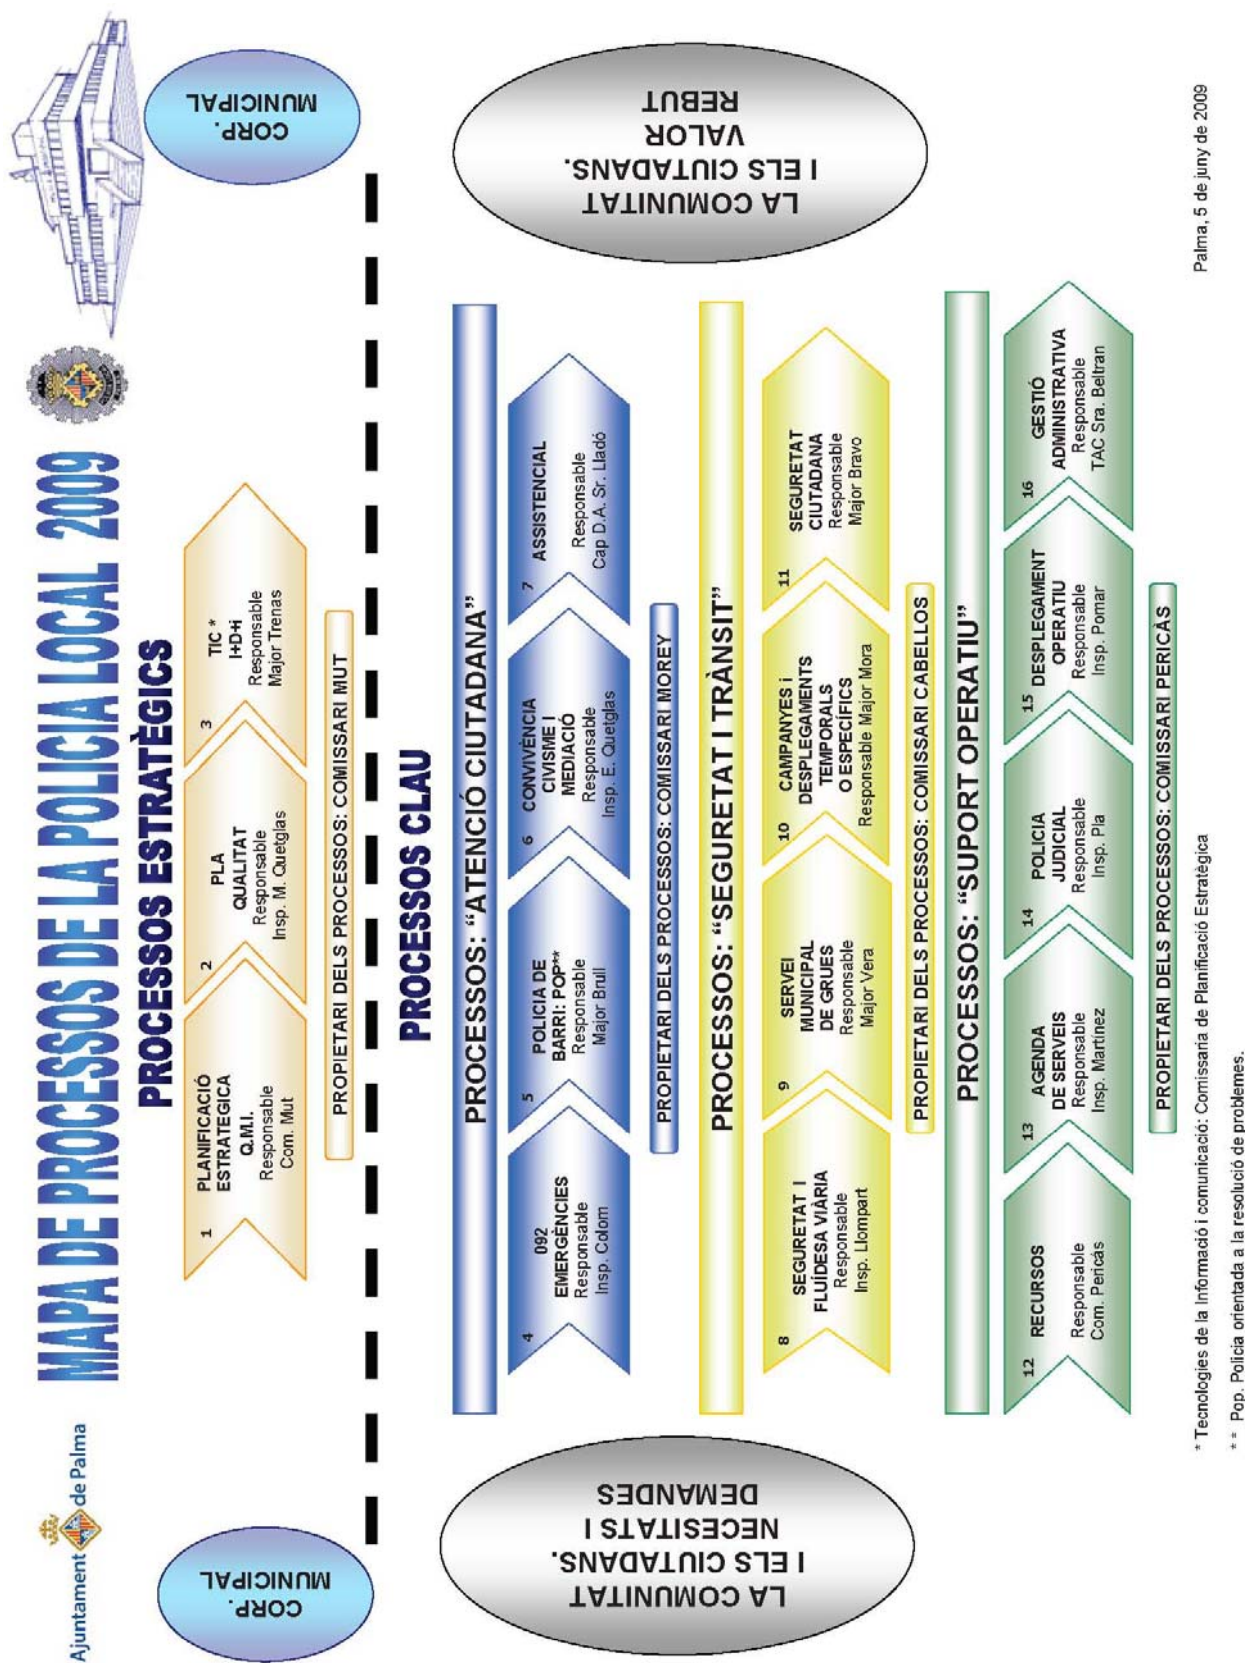 Ajuntament de Palma
MAPA DE PROCESSOS DE LA POLICIA LOCAL 2009
CORP.
MUNICIPAL
PROCESSOS ESTRATÈGICS
CORP.
MUNICIPAL
1
PLANIFICACIÓ
ESTRATEGICA
Q.M.I.
Responsable
Com. Mut
2
PLA
QUALITAT
Responsable
Insp. M. Quetglas
3
TIC *
I+D+i
Responsable
Major Trenas
PROPIETARI DELS PROCESSOS: COMISSARI MUT
PROCESSOS CLAU
LA COMUNITAT
I ELS CIUTADANS.
NECESITATS I
DEMANDES
PROCESSOS: “ATENCIÓ CIUTADANA”
4
092
EMERGÈNCIES
Responsable
Insp. Colom
5
POLICIA DE
BARRI: POP**
Responsable
Major Brull
6
CONVIVÈNCIA
CIVISME I
MEDIACIÓ
Responsable
Insp. E. Quetglas
7
ASSISTENCIAL
Responsable
Cap D.A. Sr. Lladó
PROPIETARI DELS PROCESSOS: COMISSARI MOREY
LA COMUNITAT
I ELS CIUTADANS.
VALOR
REBUT
PROCESSOS: “SEGURETAT I TRÀNSIT”
8
SEGURETAT I
FLUÍDESA VIÀRIA
Responsable
Insp. Llompart
9
SERVEI
MUNICIPAL
DE GRUES
Responsable
Major Vera
10
CAMPANYES i
DESPLEGAMENTS
TEMPORALS
O ESPECÍFICS
Responsable Major Mora
11
SEGURETAT
CIUTADANA
Responsable
Major Bravo
PROPIETARI DELS PROCESSOS: COMISSARI CABELLOS
PROCESSOS: “SUPORT OPERATIU”
12
RECURSOS
Responsable
Com. Pericás
13
AGENDA
DE SERVEIS
Responsable
Insp. Martínez
14
POLICIA
JUDICIAL
Responsable
Insp. Pla
15
DESPLEGAMENT
OPERATIU
Responsable
Insp. Pomar
16
GESTIÓ
ADMINISTRATIVA
Responsable
TAC Sra. Beltran
PROPIETARI DELS PROCESSOS: COMISSARI PERICÀS
* Tecnologies de la Informació i comunicació: Comissaria de Planificació Estratègica
Palma, 5 de juny de 2009
** Pop. Policia orientada a la resolució de problemes.